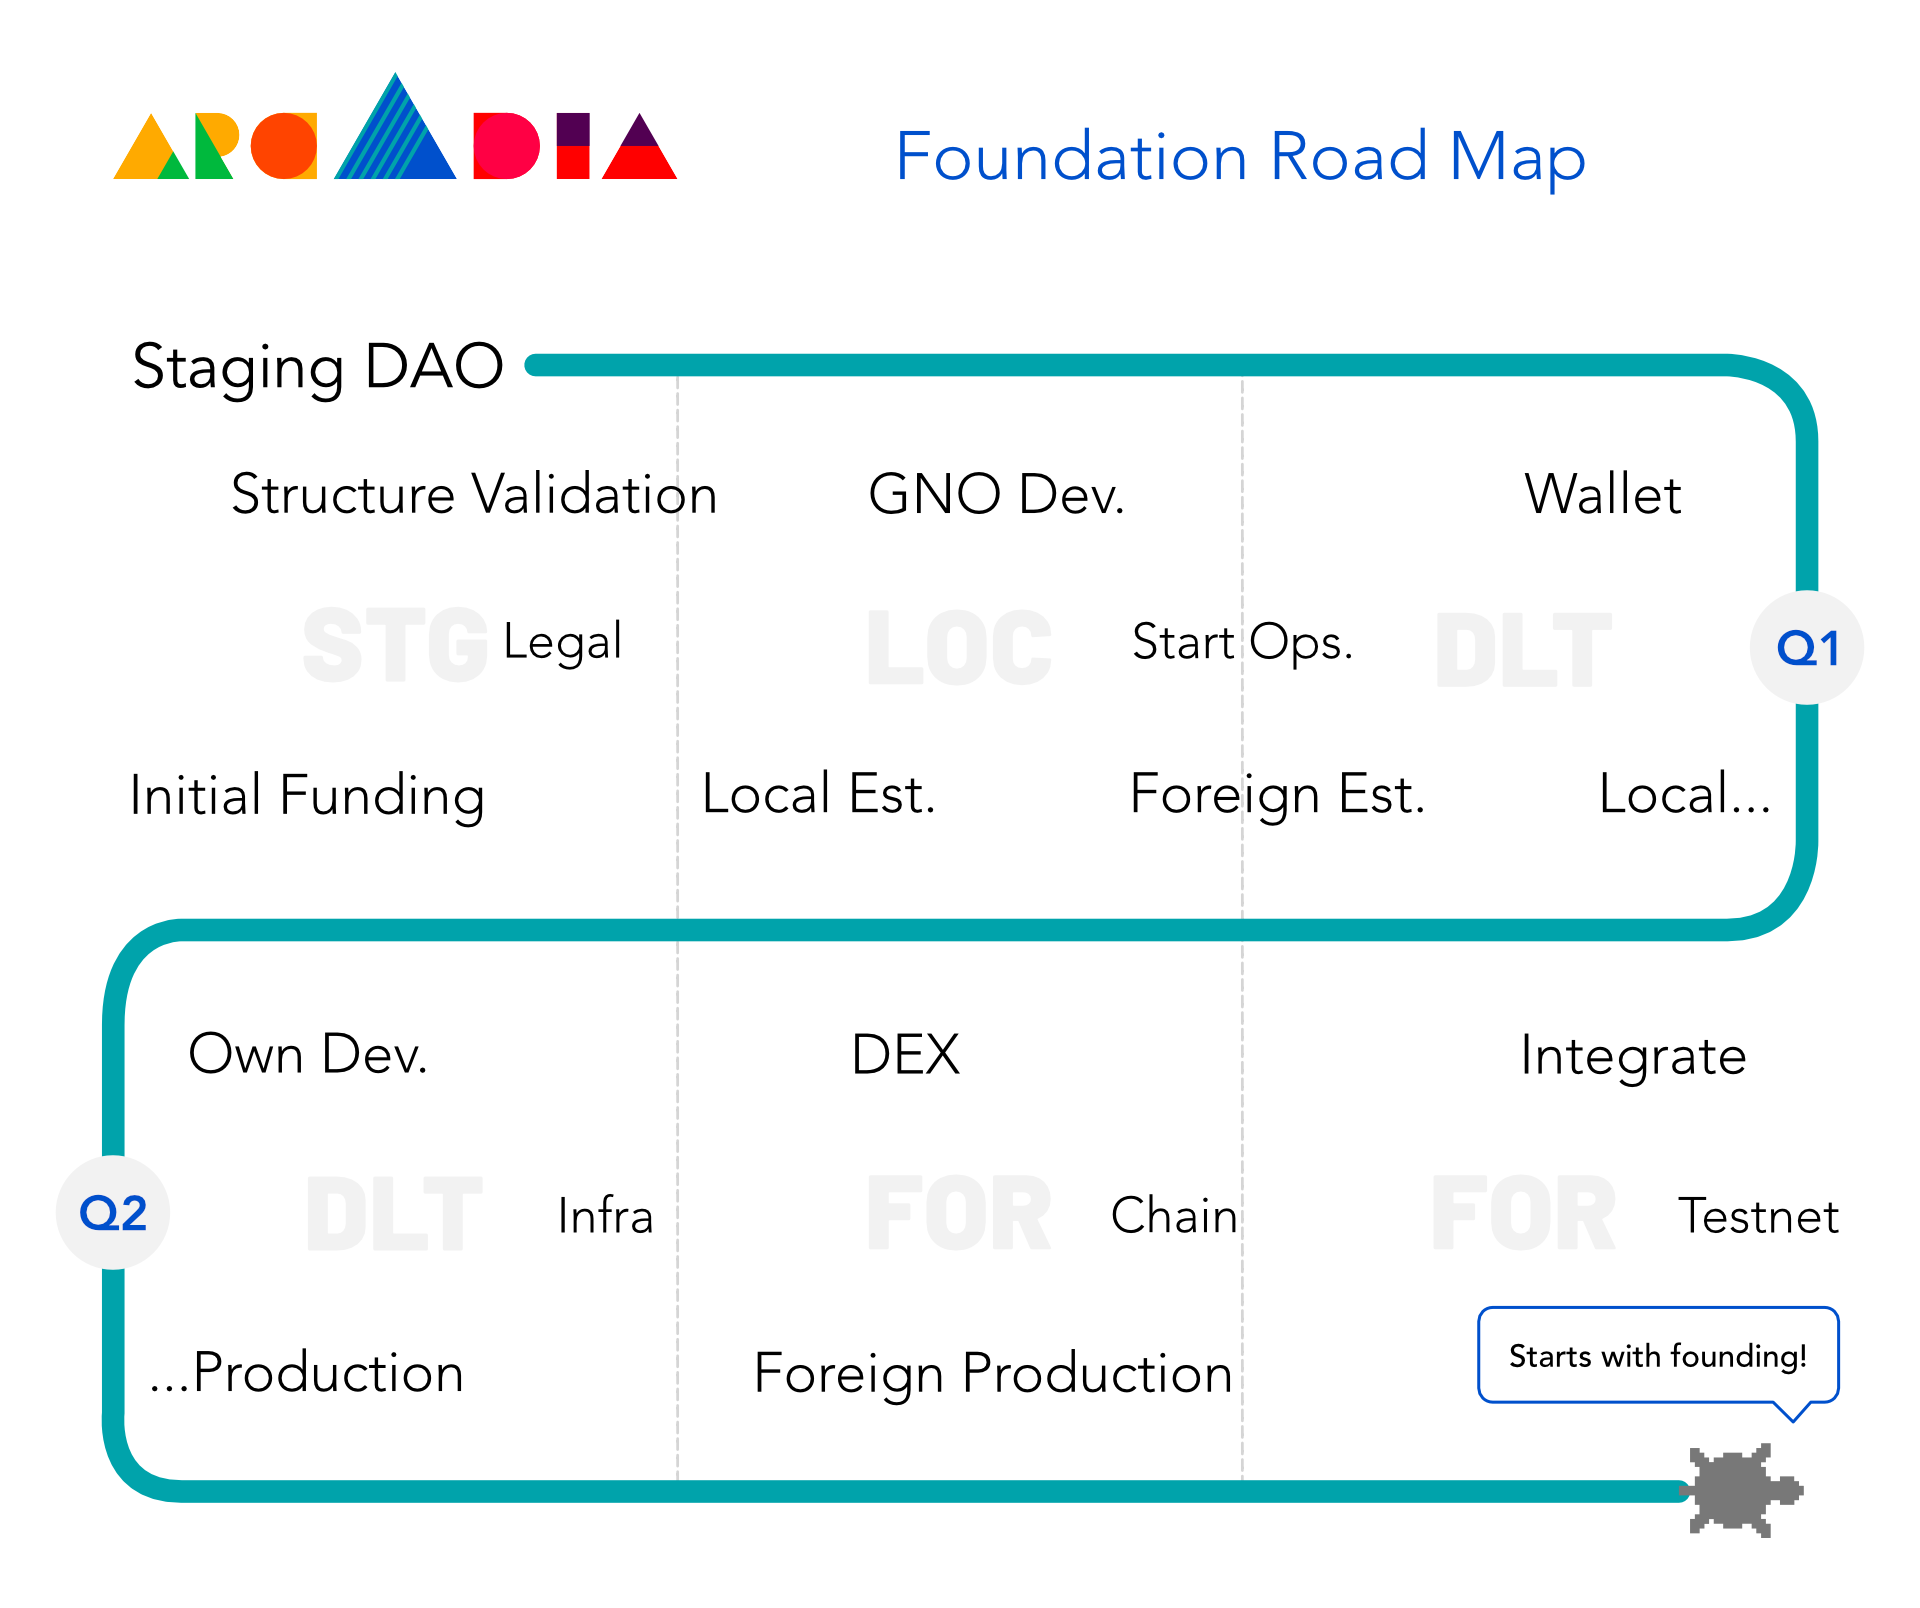 ARCADIA
Foundation Road Map
Staging DAO
Structure Validation
GNO Dev.
Wallet
STG
Legal
LOC
Start Ops.
DLT
Q1
Initial Funding
Local Est.
Foreign Est.
Local...
Own Dev.
DEX
Integrate
Q2
DLT
Infra
FOR
Chain
FOR
Testnet
...Production
Foreign Production
Starts with founding!